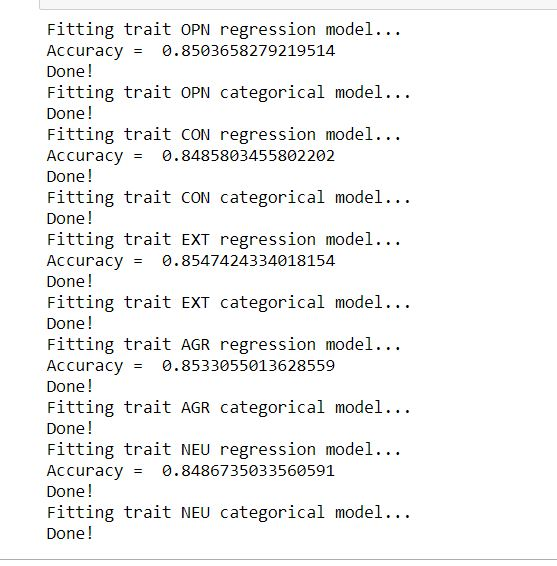 Fitting trait OPN regression model...
Accuracy =  0.8503658279219514
Done!
Fitting trait OPN categorical model...
Done!
Fitting trait CON regression model...
Accuracy =  0.8485803455802202
Done!
Fitting trait CON categorical model...
Done!
Fitting trait EXT regression model...
Accuracy =  0.8547424334018154
Done!
Fitting trait EXT categorical model...
Done!
Fitting trait AGR regression model...
Accuracy =  0.8533055013628559
Done!
Fitting trait AGR categorical model...
Done!
Fitting trait NEU regression model...
Accuracy =  0.8486735033560591
Done!
Fitting trait NEU categorical model...
Done!